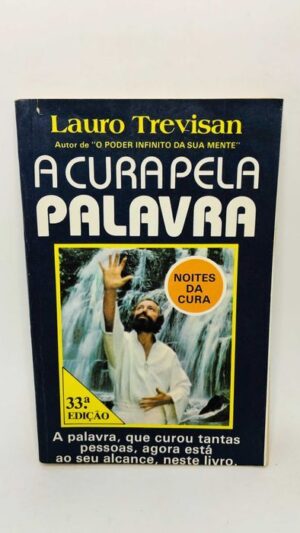 Lauro Trevisan
Autor de "O PODER INFINITO DA SUA MENTE"
A CURA PELA
PALAVRA
NOITES
DA
CURA
33.ª
EDIÇÃO
A palavra, que curou tantas
pessoas, agora está
ao seu alcance, neste livro.